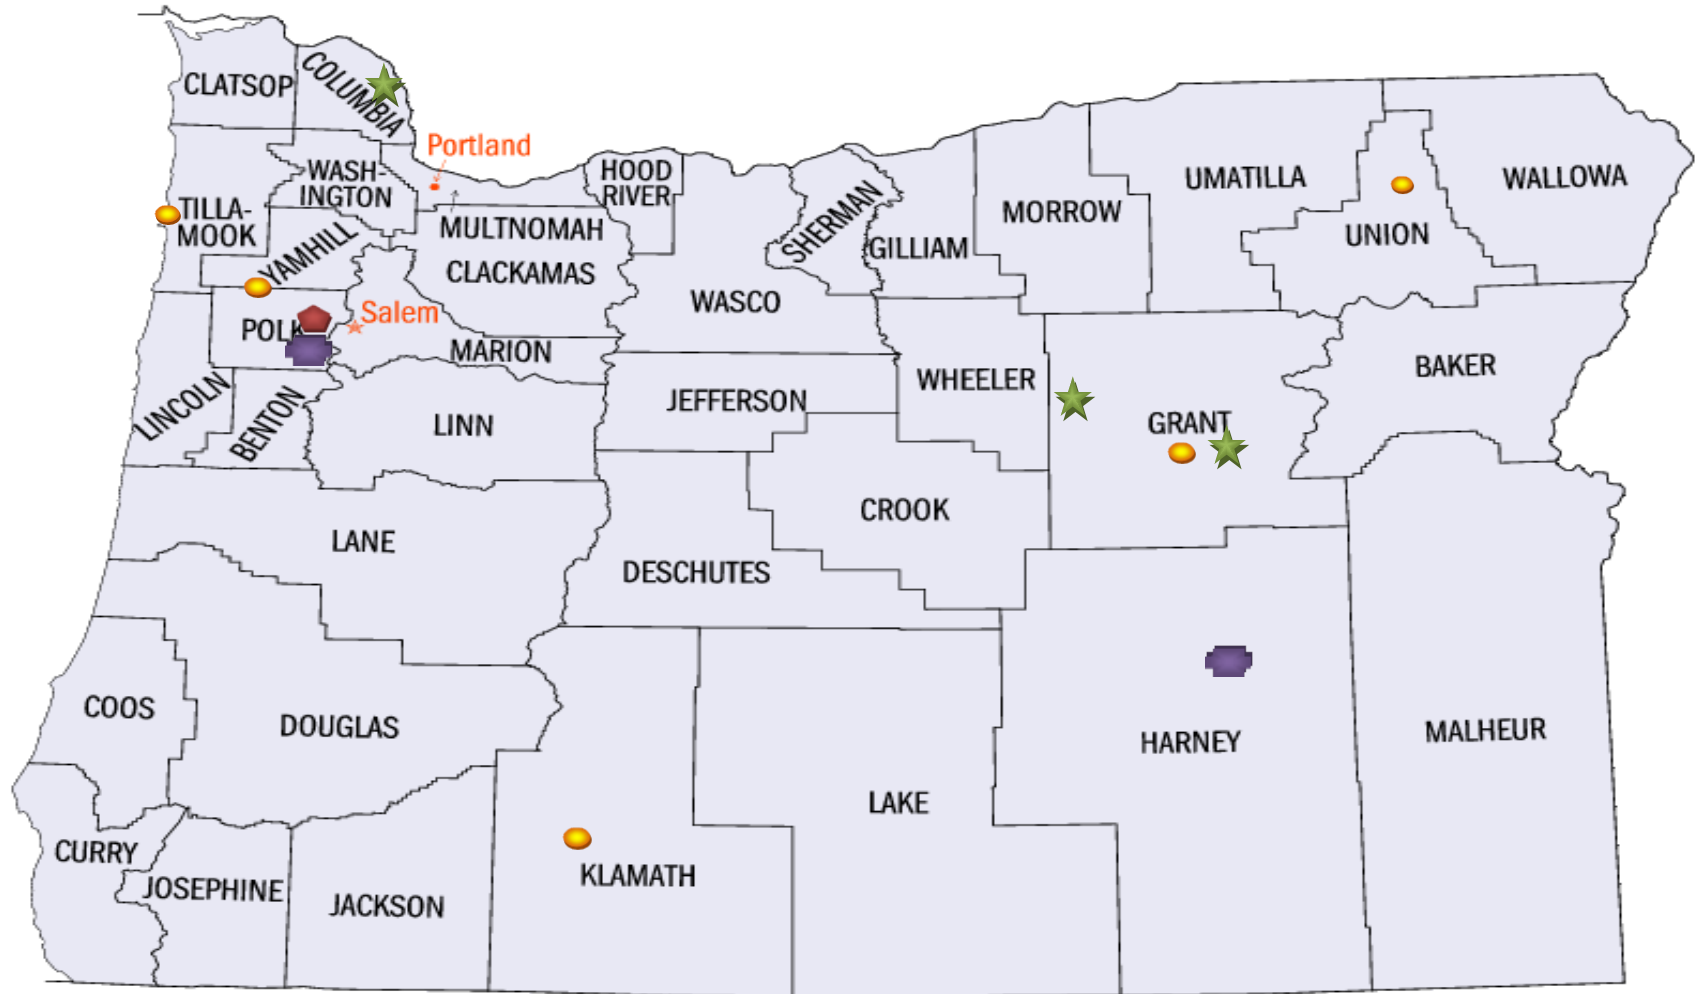 CLATSOP
COLUMBIA
Portland
WASH-
INGTON
HOOD
RIVER
TILLA-
MOOK
YAMHILL
MULTNOMAH
CLACKAMAS
SHERMAN
GILLIAM
MORROW
UMATILLA
UNION
WALLOWA
WASCO
POLK
Salem
MARION
LINCOLN
BENTON
LINN
JEFFERSON
WHEELER
GRANT
BAKER
LANE
DESCHUTES
CROOK
COOS
DOUGLAS
HARNEY
MALHEUR
LAKE
CURRY
JOSEPHINE
JACKSON
KLAMATH